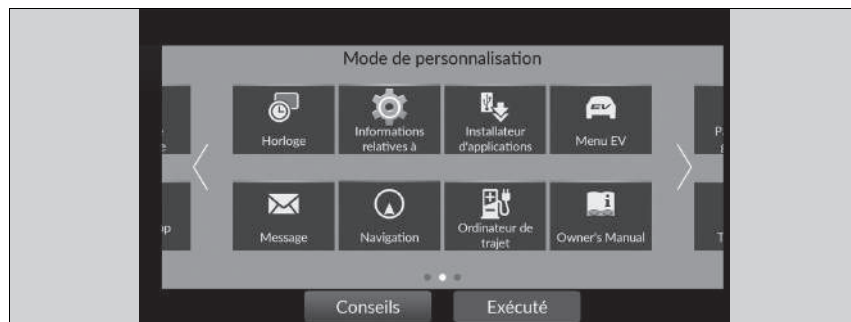 Mode de personnalisation
Horloge
Informations
relatives à
Installateur
d'applications
EV
Menu EV
Message
Navigation
Ordinateur de
trajet
i
Owner's Manual
Conseils
Exécuté